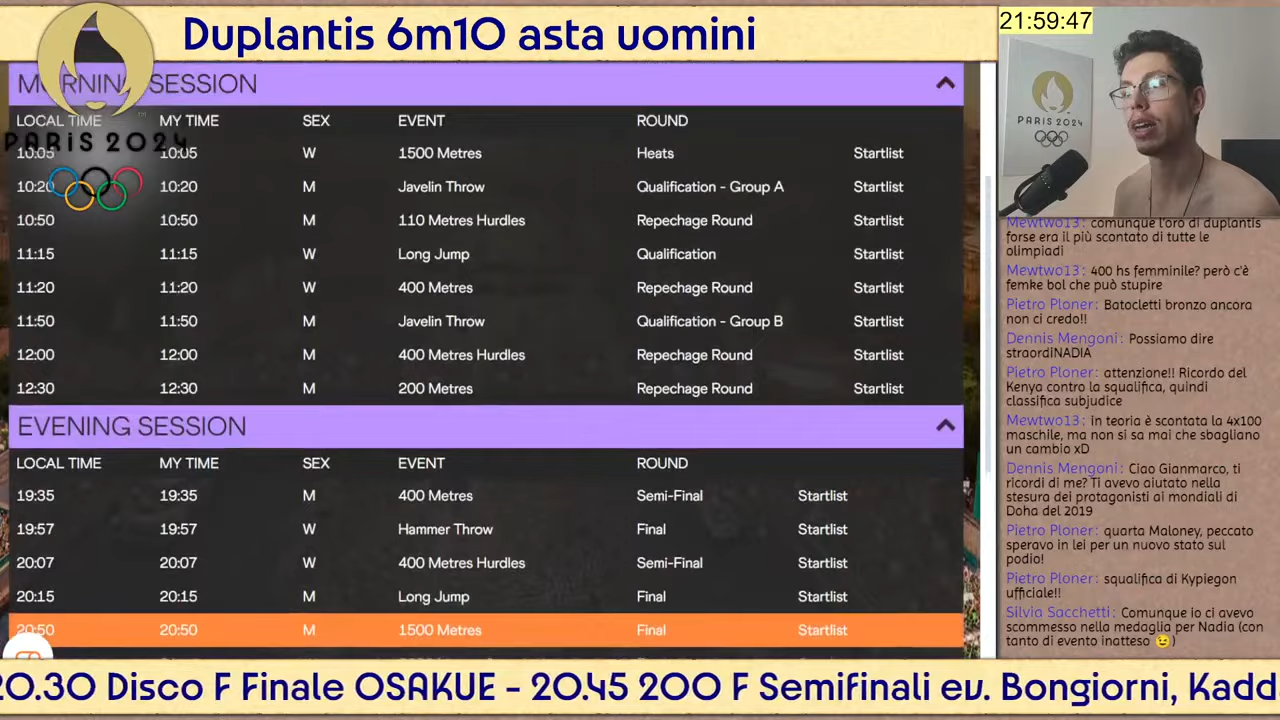 Duplantis 6m10 asta uomini
21:59:47
MORNING SESSION
LOCAL TIME MY TIME SEX EVENT ROUND
PARIS 2024
10:05 10:05 W 1500 Metres Heats Startlist
10:20 10:20 M Javelin Throw Qualification - Group A Startlist
10:50 10:50 M 110 Metres Hurdles Repechage Round Startlist
11:15 11:15 W Long Jump Qualification Startlist
11:20 11:20 W 400 Metres Repechage Round Startlist
11:50 11:50 M Javelin Throw Qualification - Group B Startlist
12:00 12:00 M 400 Metres Hurdles Repechage Round Startlist
12:30 12:30 M 200 Metres Repechage Round Startlist
EVENING SESSION
LOCAL TIME MY TIME SEX EVENT ROUND
19:35 19:35 M 400 Metres Semi-Final Startlist
19:57 19:57 W Hammer Throw Final Startlist
20:07 20:07 W 400 Metres Hurdles Semi-Final Startlist
20:15 20:15 M Long Jump Final Startlist
20:50 20:50 M 1500 Metres Final Startlist
PARIS 2024
Mewtwo13: comunque l'oro di duplantis
forse era il più scontato di tutte le
olimpiadi
Mewtwo13: 400 hs femminile? però c'è
femke bol che può stupire
Pietro Ploner: Batocletti bronzo ancora
non ci credo!!
Dennis Mengoni: Possiamo dire
straordiNADIA
Pietro Ploner: attenzione!! Ricordo del
Kenya contro la squalifica, quindi
classifica subjudice
Mewtwo13: in teoria è scontata la 4x100
maschile, ma non si sa mai che sbagliano
un cambio xD
Dennis Mengoni: Ciao Gianmarco, ti
ricordi di me? Ti avevo aiutato nella
stesura dei protagonisti ai mondiali di
Doha del 2019
Pietro Ploner: quarta Maloney, peccato
speravo in lei per un nuovo stato sul
podio!
Pietro Ploner: squalifica di Kypiegon
ufficiale!!
Silvia Sacchetti: Comunque io ci avevo
scommesso nella medaglia per Nadia (con
tanto di evento inatteso 😉)
20.30 Disco F Finale OSAKUE - 20.45 200 F Semifinali ev. Bongiorni, Kadd